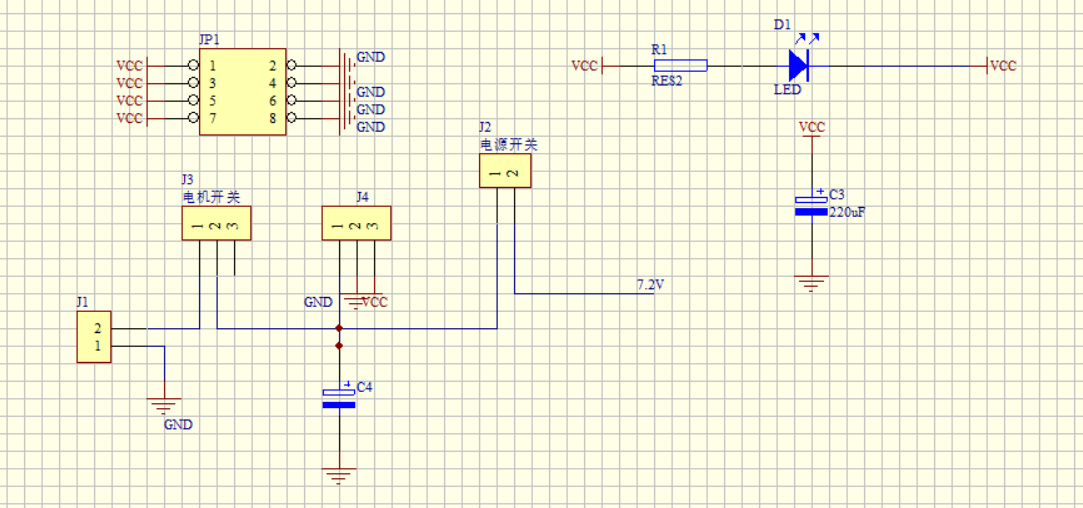 JP1
VCC 1 2 GND
VCC 3 4 GND
VCC 5 6 GND
VCC 7 8 GND
D1
R1
VCC VCC
RES2
LED
J2
电源开关
1 2
VCC
C3
220uF
J3
电机开关
1 2 3
J4
1 2 3
7.2V
GND VCC
J1
2
1
C4
GND